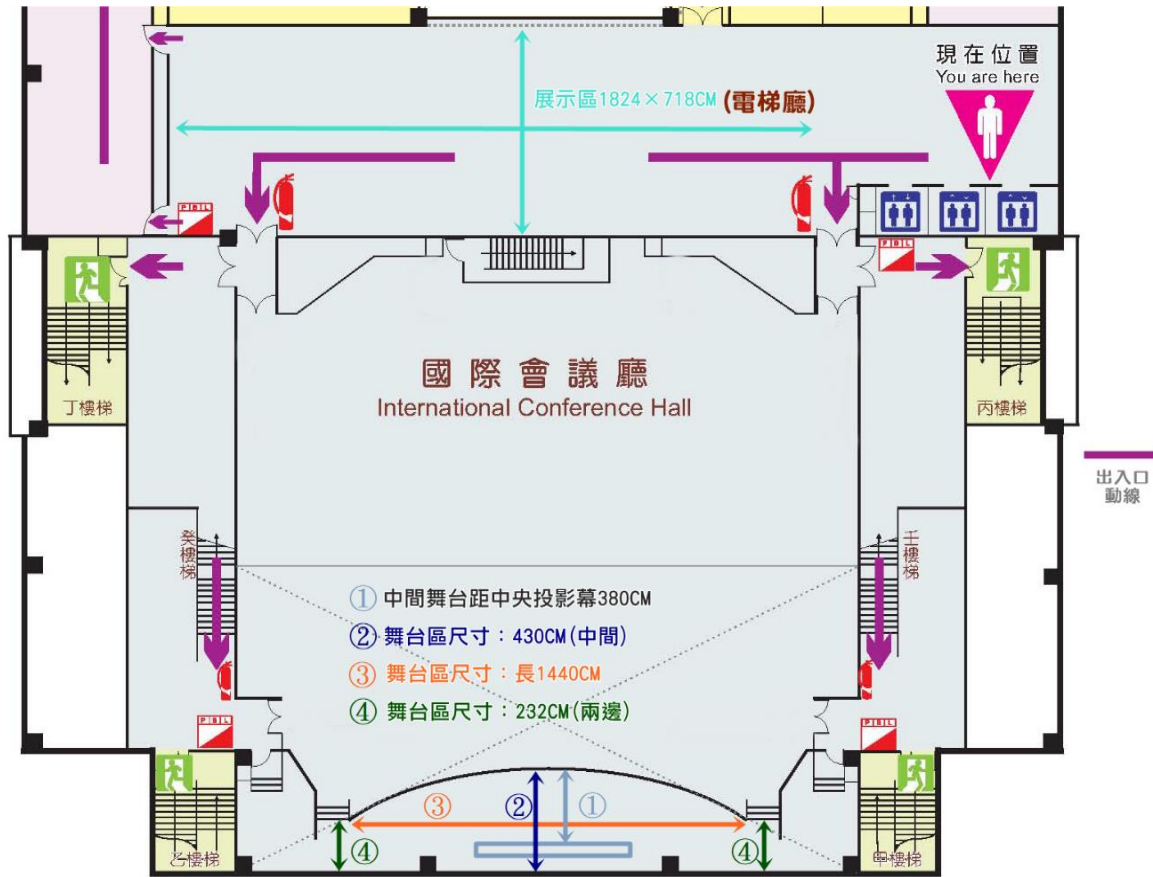 現在位置
You are here
展示區1824×718CM (電梯廳)
PBL
PBL
國際會議廳
International Conference Hall
丁樓梯
丙樓梯
出入口
動線
癸樓梯
壬樓梯
① 中間舞台距中央投影幕380CM
② 舞台區尺寸：430CM(中間)
③ 舞台區尺寸：長1440CM
④ 舞台區尺寸：232CM(兩邊)
PBL
PBL
③
②
①
④
④
乙樓梯
甲樓梯